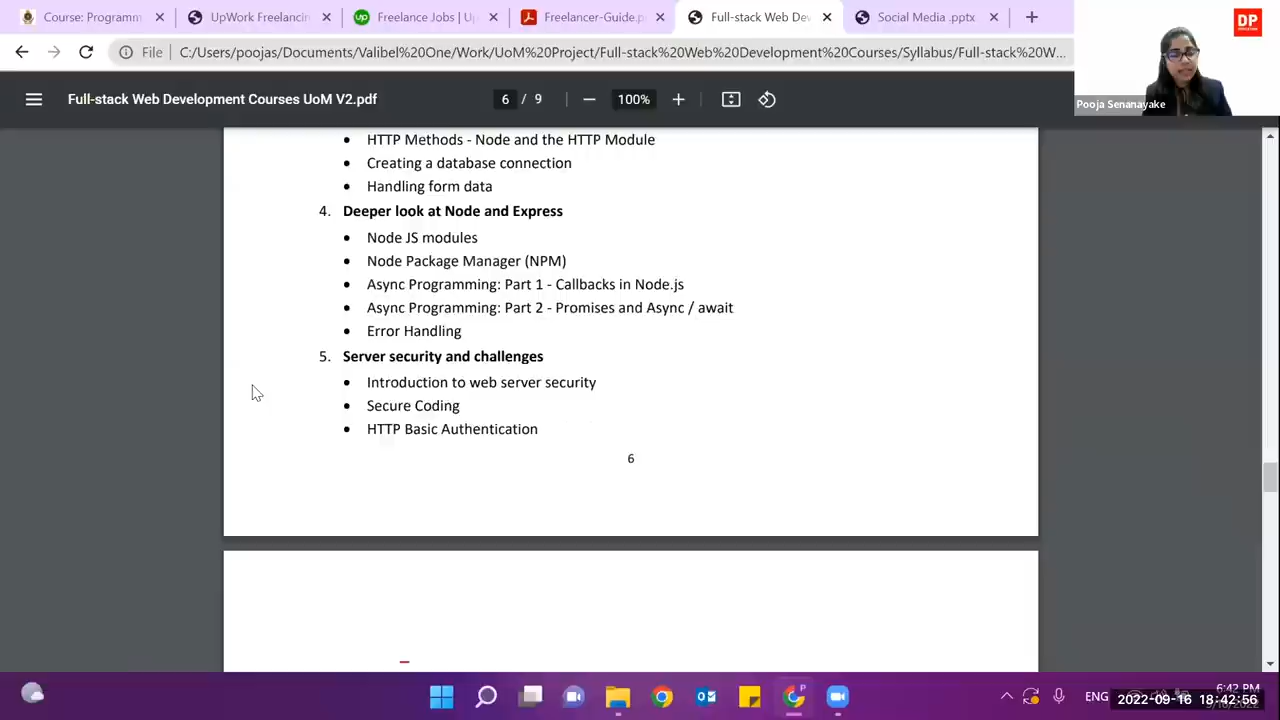 Course: Programm
UpWork Freelancin
Freelance Jobs | Up
Freelancer-Guide.p
Full-stack Web Dev
Social Media .pptx
DP
File
C:/Users/poojas/Documents/Valibel%20One/Work/UoM%20Project/Full-stack%20Web%20Development%20Courses/Syllabus/Full-stack%20W...
Pooja Senanayake
Full-stack Web Development Courses UoM V2.pdf
6 / 9
100%
• HTTP Methods - Node and the HTTP Module
• Creating a database connection
• Handling form data
4. Deeper look at Node and Express
• Node JS modules
• Node Package Manager (NPM)
• Async Programming: Part 1 - Callbacks in Node.js
• Async Programming: Part 2 - Promises and Async / await
• Error Handling
5. Server security and challenges
• Introduction to web server security
• Secure Coding
• HTTP Basic Authentication
6
ENG
6:42 PM
2022-09-16 18:42:56